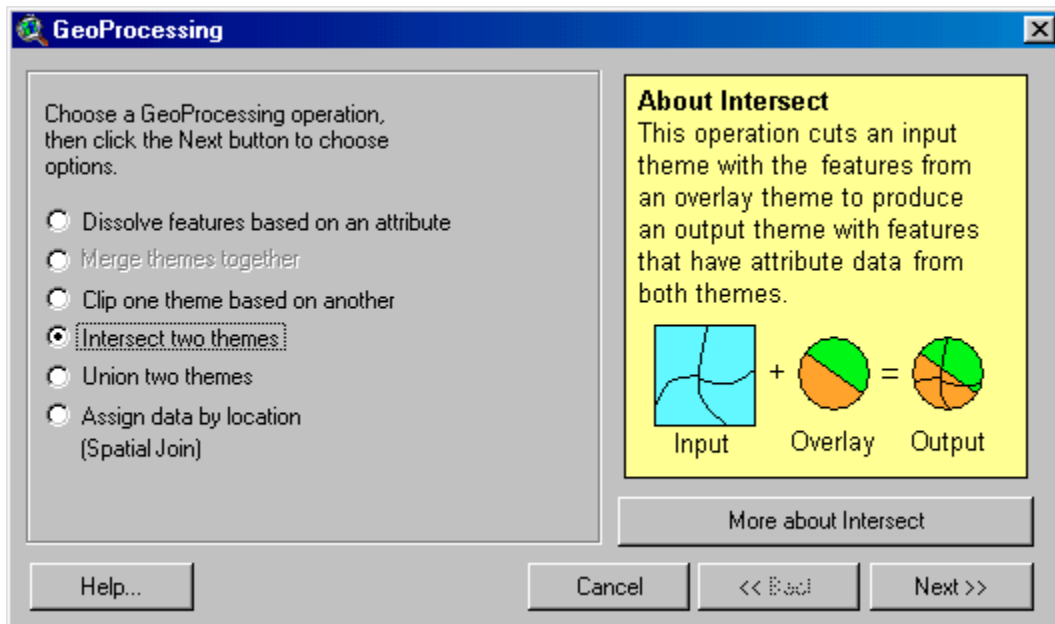 GeoProcessing
Choose a GeoProcessing operation,
then click the Next button to choose
options.
Dissolve features based on an attribute
Merge themes together
Clip one theme based on another
Intersect two themes
Union two themes
Assign data by location
(Spatial Join)
About Intersect
This operation cuts an input
theme with the features from
an overlay theme to produce
an output theme with features
that have attribute data from
both themes.
+ =
Input Overlay Output
More about Intersect
Help... Cancel << Back Next >>